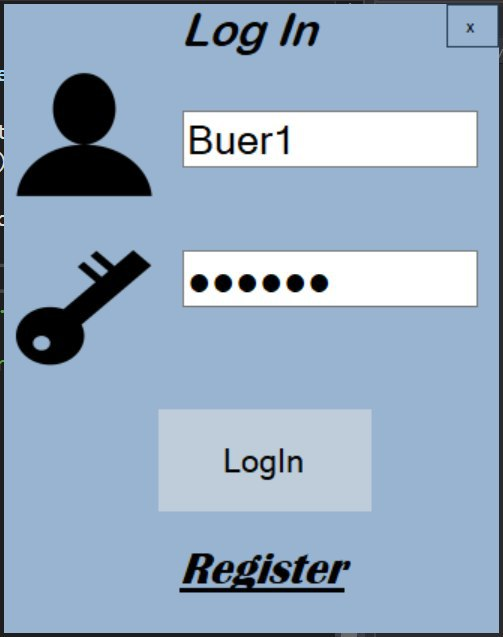 Log In
x
Buer1
••••••
LogIn
Register